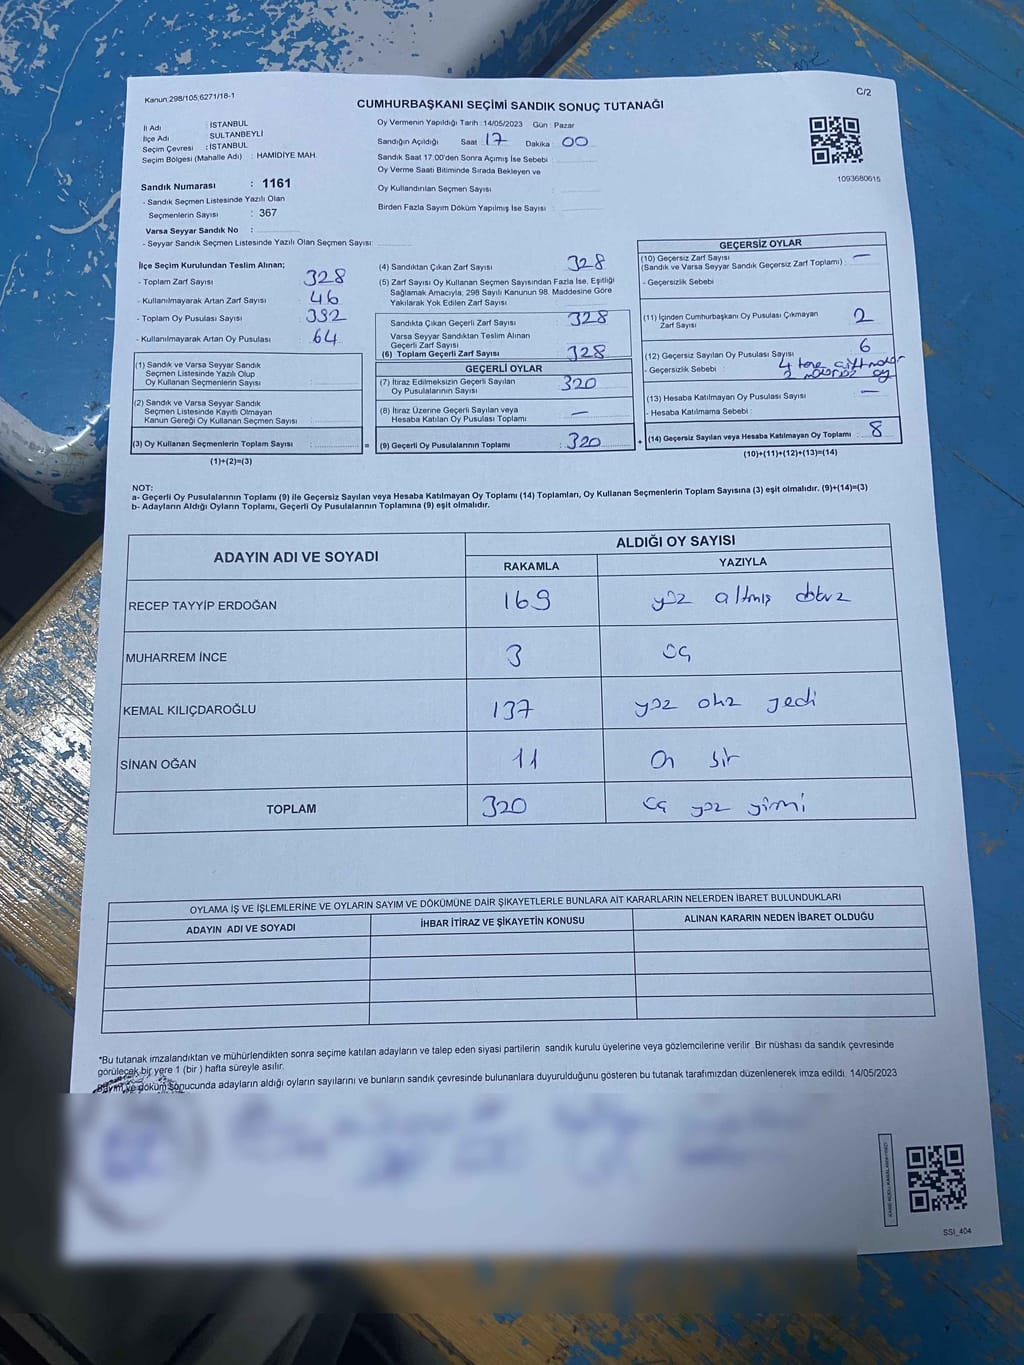 Kanun:298/105;6271/18-1
C/2
CUMHURBAŞKANI SEÇİMİ SANDIK SONUÇ TUTANAĞI
İl Adı : İSTANBUL
İlçe Adı : SULTANBEYLİ
Seçim Çevresi : İSTANBUL
Seçim Bölgesi (Mahalle Adı) : HAMIDIYE MAH.
Sandık Numarası : 1161
- Sandık Seçmen Listesinde Yazılı Olan
Seçmenlerin Sayısı : 367
Varsa Seyyar Sandık No :
- Seyyar Sandık Seçmen Listesinde Yazılı Olan Seçmen Sayısı:
Oy Vermenin Yapıldığı Tarih :14/05/2023 Gün : Pazar
Sandığın Açıldığı Saat 17 Dakika 00
Sandık Saat 17:00'den Sonra Açılmış İse Sebebi :
Oy Verme Saati Bitiminde Sırada Bekleyen ve
Oy Kullandırılan Seçmen Sayısı :
Birden Fazla Sayım Döküm Yapılmış İse Sayısı :
1093680615
İlçe Seçim Kurulundan Teslim Alınan;
- Toplam Zarf Sayısı : 328
- Kullanılmayarak Artan Zarf Sayısı : 46
- Toplam Oy Pusulası Sayısı : 392
- Kullanılmayarak Artan Oy Pusulası : 64
(1) Sandık ve Varsa Seyyar Sandık
Seçmen Listesinde Yazılı Olup
Oy Kullanan Seçmenlerin Sayısı :
(2) Sandık ve Varsa Seyyar Sandık
Seçmen Listesinde Kayıtlı Olmayan
Kanun Gereği Oy Kullanan Seçmen Sayısı :
(3) Oy Kullanan Seçmenlerin Toplam Sayısı :
(1)+(2)=(3)
=
(4) Sandıktan Çıkan Zarf Sayısı : 328
(5) Zarf Sayısı Oy Kullanan Seçmen Sayısından Fazla İse, Eşitliği
Sağlamak Amacıyla, 298 Sayılı Kanunun 98. Maddesine Göre
Yakılarak Yok Edilen Zarf Sayısı :
Sandıkta Çıkan Geçerli Zarf Sayısı : 328
Varsa Seyyar Sandıktan Teslim Alınan
Geçerli Zarf Sayısı :
(6) Toplam Geçerli Zarf Sayısı : 328
GEÇERLİ OYLAR
(7) İtiraz Edilmeksizin Geçerli Sayılan
Oy Pusulalarının Sayısı : 320
(8) İtiraz Üzerine Geçerli Sayılan veya
Hesaba Katılan Oy Pusulası Toplamı : —
(9) Geçerli Oy Pusulalarının Toplamı : 320
+
GEÇERSİZ OYLAR
(10) Geçersiz Zarf Sayısı
(Sandık ve Varsa Seyyar Sandık Geçersiz Zarf Toplamı) : —
- Geçersizlik Sebebi :
(11) İçinden Cumhurbaşkanı Oy Pusulası Çıkmayan
Zarf Sayısı : 2
(12) Geçersiz Sayılan Oy Pusulası Sayısı : 6
- Geçersizlik Sebebi : 4 tane
2 mühürsüz oy
(13) Hesaba Katılmayan Oy Pusulası Sayısı : —
- Hesaba Katılmama Sebebi :
(14) Geçersiz Sayılan veya Hesaba Katılmayan Oy Toplamı : 8
(10)+(11)+(12)+(13)=(14)
NOT:
a- Geçerli Oy Pusulalarının Toplamı (9) ile Geçersiz Sayılan veya Hesaba Katılmayan Oy Toplamı (14) Toplamları, Oy Kullanan Seçmenlerin Toplam Sayısına (3) eşit olmalıdır. (9)+(14)=(3)
b- Adayların Aldığı Oyların Toplamı, Geçerli Oy Pusulalarının Toplamına (9) eşit olmalıdır.
ADAYIN ADI VE SOYADI
ALDIĞI OY SAYISI
RAKAMLA YAZIYLA
RECEP TAYYİP ERDOĞAN 169 yüz altmış dokuz
MUHARREM İNCE 3 üç
KEMAL KILIÇDAROĞLU 137 yüz otuz yedi
SİNAN OĞAN 11 on bir
TOPLAM 320 üç yüz yirmi
OYLAMA İŞ VE İŞLEMLERİNE VE OYLARIN SAYIM VE DÖKÜMÜNE DAİR ŞİKAYETLERLE BUNLARA AİT KARARLARIN NELERDEN İBARET BULUNDUKLARI
ADAYIN ADI VE SOYADI İHBAR İTİRAZ VE ŞİKAYETİN KONUSU ALINAN KARARIN NEDEN İBARET OLDUĞU
*Bu tutanak imzalandıktan ve mühürlendikten sonra seçime katılan adayların ve talep eden siyasi partilerin sandık kurulu üyelerine veya gözlemcilerine verilir. Bir nüshası da sandık çevresinde
görülecek bir yere 1 (bir ) hafta süreyle asılır.
Sayım ve döküm sonucunda adayların aldığı oyların sayılarını ve bunların sandık çevresinde bulunanlara duyurulduğunu gösteren bu tutanak tarafımızdan düzenlenerek imza edildi. 14/05/2023
SSI_404